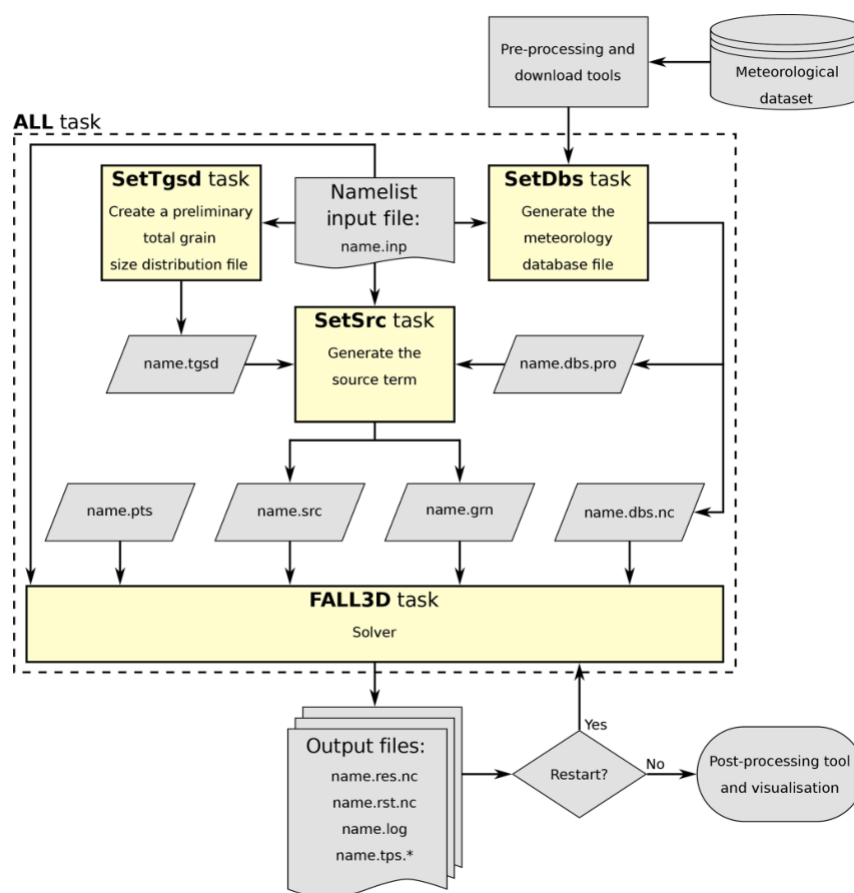 Pre-processing and
download tools
Meteorological
dataset
ALL task
SetTgsd task
Create a preliminary
total grain
size distribution file
Namelist
input file:
name.inp
SetDbs task
Generate the
meteorology
database file
name.tgsd
SetSrc task
Generate the
source term
name.dbs.pro
name.pts
name.src
name.grn
name.dbs.nc
FALL3D task
Solver
Output files:
name.res.nc
name.rst.nc
name.log
name.tps.*
Restart?
Yes
No
Post-processing tool
and visualisation